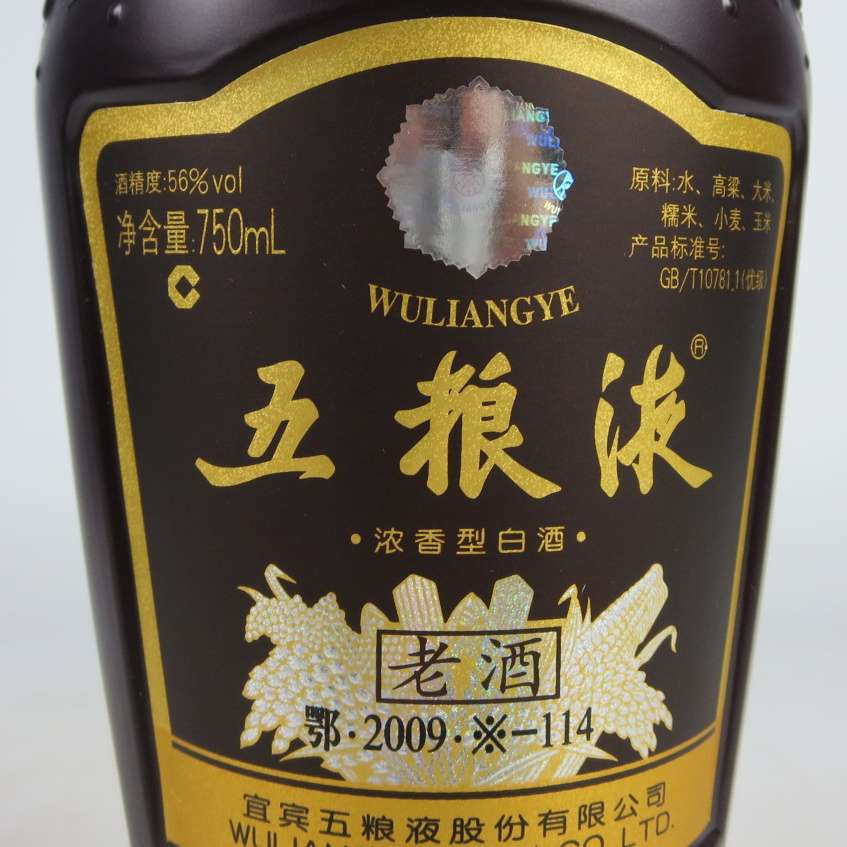 酒精度:56%vol
净含量:750mL
原料:水、高粱、大米、
糯米、小麦、玉米
产品标准号:
GB/T10781.1(优级)
WULIANGYE
五粮液®
·浓香型白酒·
老酒
鄂·2009·※-114
宜宾五粮液股份有限公司
CO.,LTD.